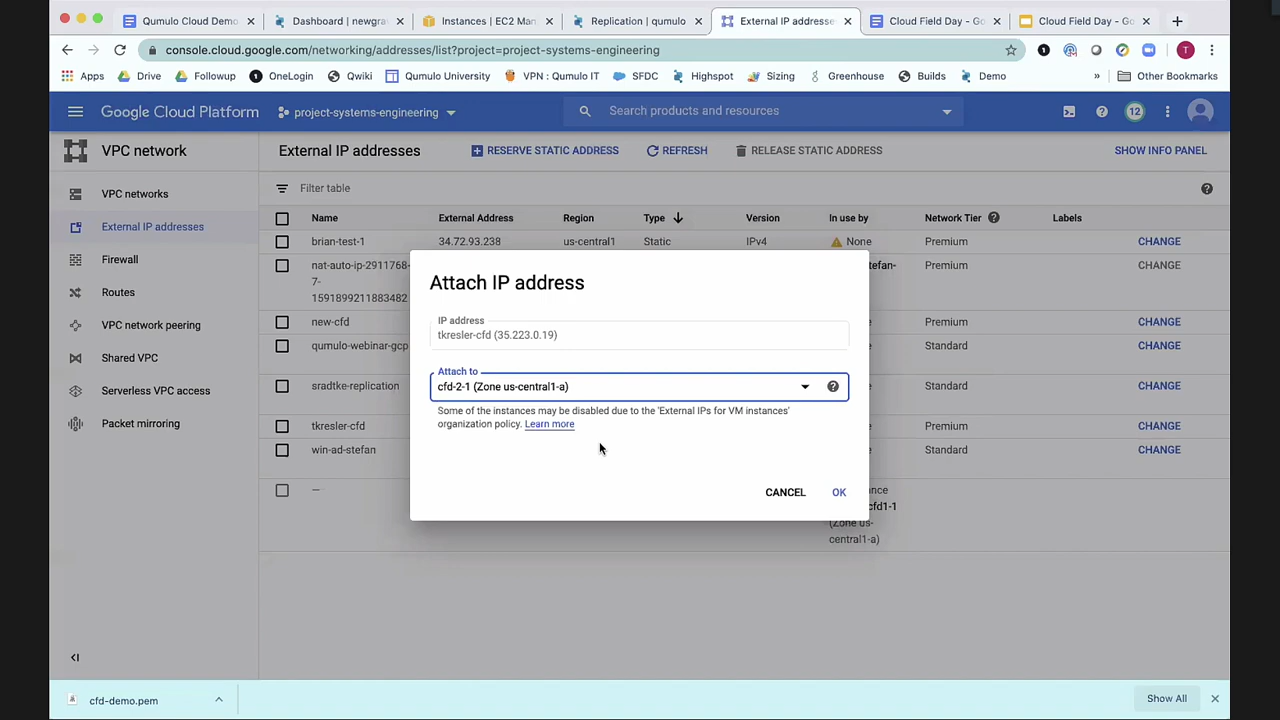 Qumulo Cloud Demo
Dashboard | newgra
Instances | EC2 Man
Replication | qumulo
External IP addresse
Cloud Field Day - Go
Cloud Field Day - Go
console.cloud.google.com/networking/addresses/list?project=project-systems-engineering
T
Apps
Drive
Followup
OneLogin
Qwiki
Qumulo University
VPN : Qumulo IT
SFDC
Highspot
Sizing
Greenhouse
Builds
Demo
»
Other Bookmarks
Google Cloud Platform
project-systems-engineering
Search products and resources
12
VPC network
External IP addresses
RESERVE STATIC ADDRESS
REFRESH
RELEASE STATIC ADDRESS
SHOW INFO PANEL
VPC networks
External IP addresses
Firewall
Routes
VPC network peering
Shared VPC
Serverless VPC access
Packet mirroring
Filter table
Name External Address Region Type Version In use by Network Tier Labels
brian-test-1 34.72.93.238 us-central1 Static IPv4 None Premium CHANGE
nat-auto-ip-2911768- tefan- Premium CHANGE
7-
1591899211883482
new-cfd e Premium CHANGE
qumulo-webinar-gcp e Standard CHANGE
sradtke-replication e Standard CHANGE
tkresler-cfd e Premium CHANGE
win-ad-stefan e Standard CHANGE
— nce
cfd1-1
(Zone us-
central1-a)
Attach IP address
IP address
tkresler-cfd (35.223.0.19)
Attach to
cfd-2-1 (Zone us-central1-a)
Some of the instances may be disabled due to the 'External IPs for VM instances'
organization policy. Learn more
CANCEL OK
cfd-demo.pem
Show All